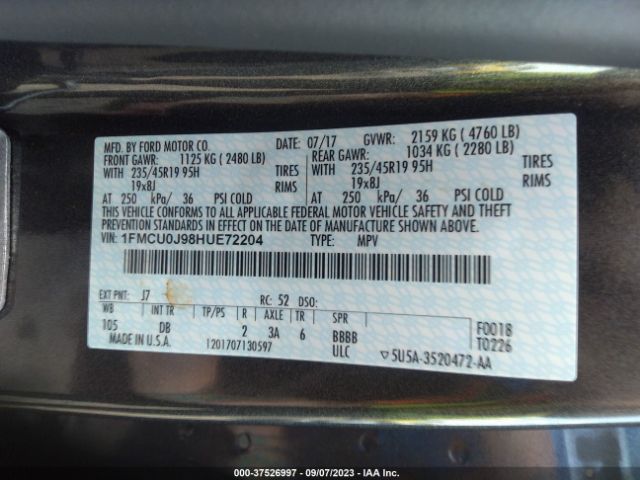 MFD. BY FORD MOTOR CO. DATE: 07/17 GVWR: 2159 KG ( 4760 LB)
FRONT GAWR: 1125 KG ( 2480 LB) REAR GAWR: 1034 KG ( 2280 LB)
WITH 235/45R19 95H TIRES WITH 235/45R19 95H TIRES
19x8J RIMS 19x8J RIMS
AT 250 kPa/ 36 PSI COLD AT 250 kPa/ 36 PSI COLD
THIS VEHICLE CONFORMS TO ALL APPLICABLE FEDERAL MOTOR VEHICLE SAFETY AND THEFT
PREVENTION STANDARDS IN EFFECT ON THE DATE OF MANUFACTURE SHOWN ABOVE.
VIN: 1FMCU0J98HUE72204 TYPE: MPV
EXT PNT: J7 RC: 52 DSO:
WB INT TR TP/PS R AXLE TR SPR F0018
105 DB 2 3A 6 BBBB T0226
MADE IN U.S.A. 1201707130597 ULC ▽5U5A-3520472-AA
000-37526997 - 09/07/2023 - IAA Inc.